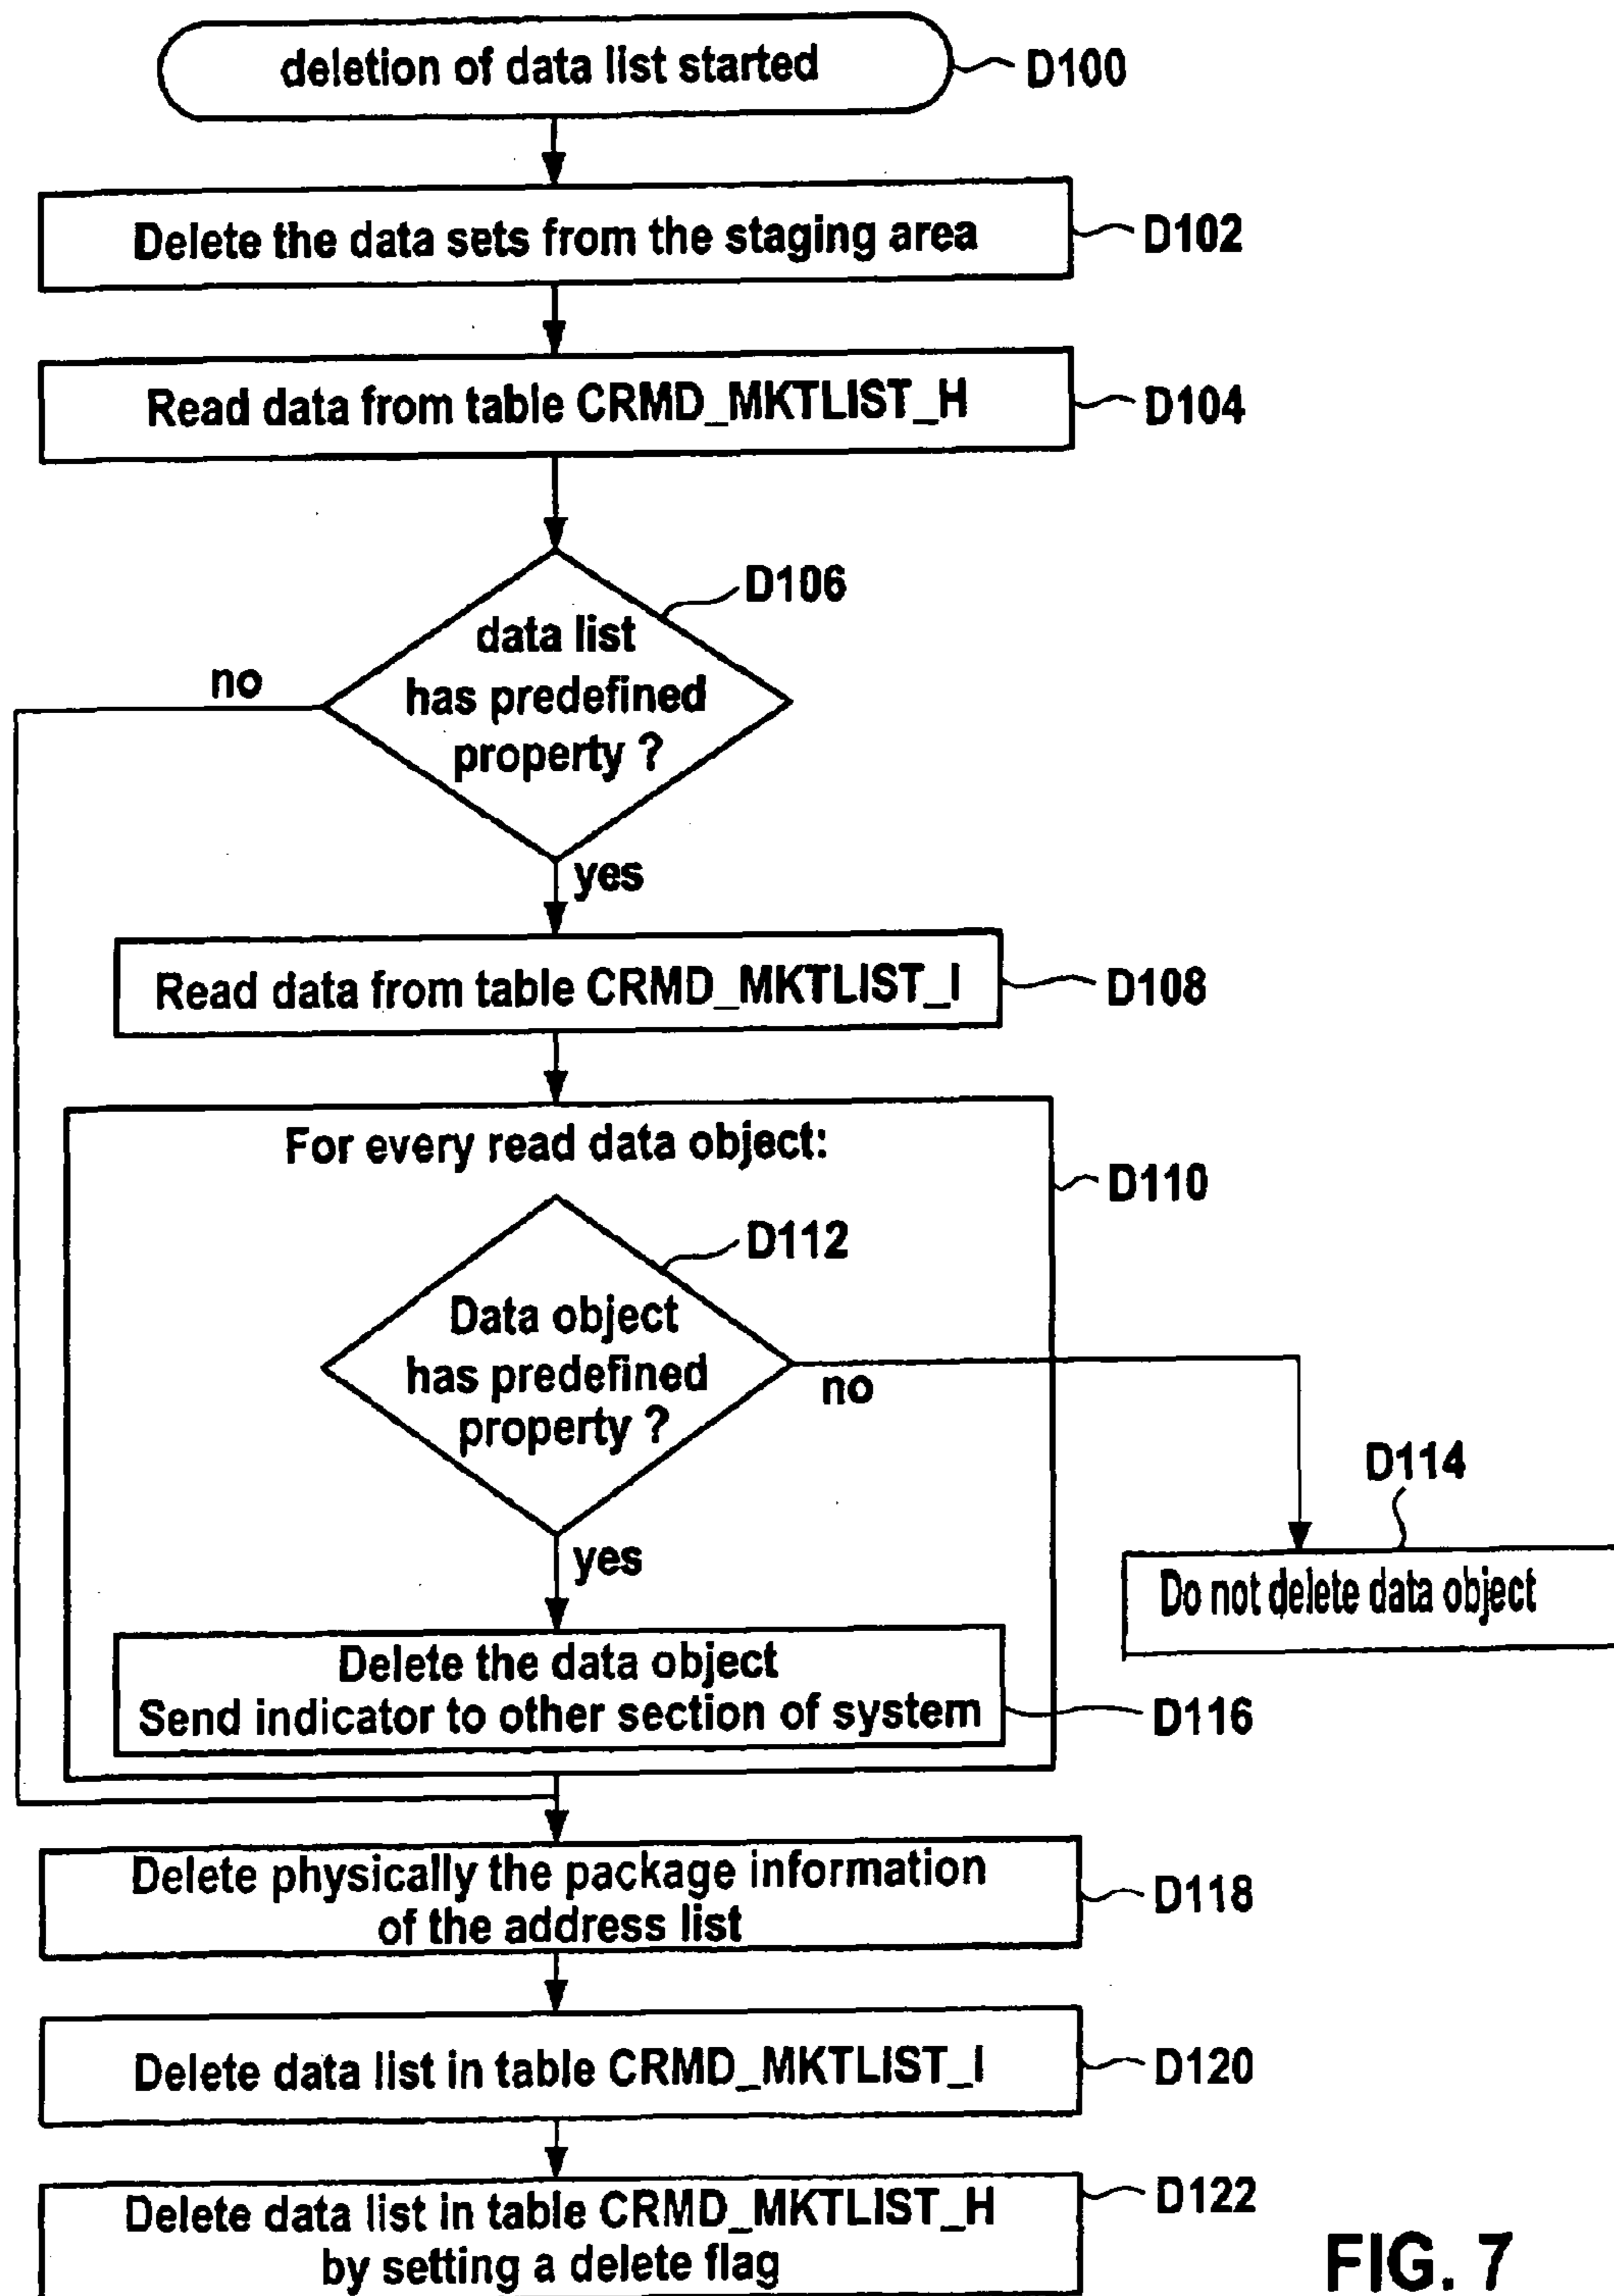 deletion of data list started
D100
Delete the data sets from the staging area
D102
Read data from table CRMD_MKTLIST_H
D104
D106
data list
has predefined
property ?
no
yes
Read data from table CRMD_MKTLIST_I
D108
For every read data object:
D110
D112
Data object
has predefined
property ?
no
D114
yes
Do not delete data object
Delete the data object
Send indicator to other section of system
D116
Delete physically the package information
of the address list
D118
Delete data list in table CRMD_MKTLIST_I
D120
Delete data list in table CRMD_MKTLIST_H
by setting a delete flag
D122
FIG. 7